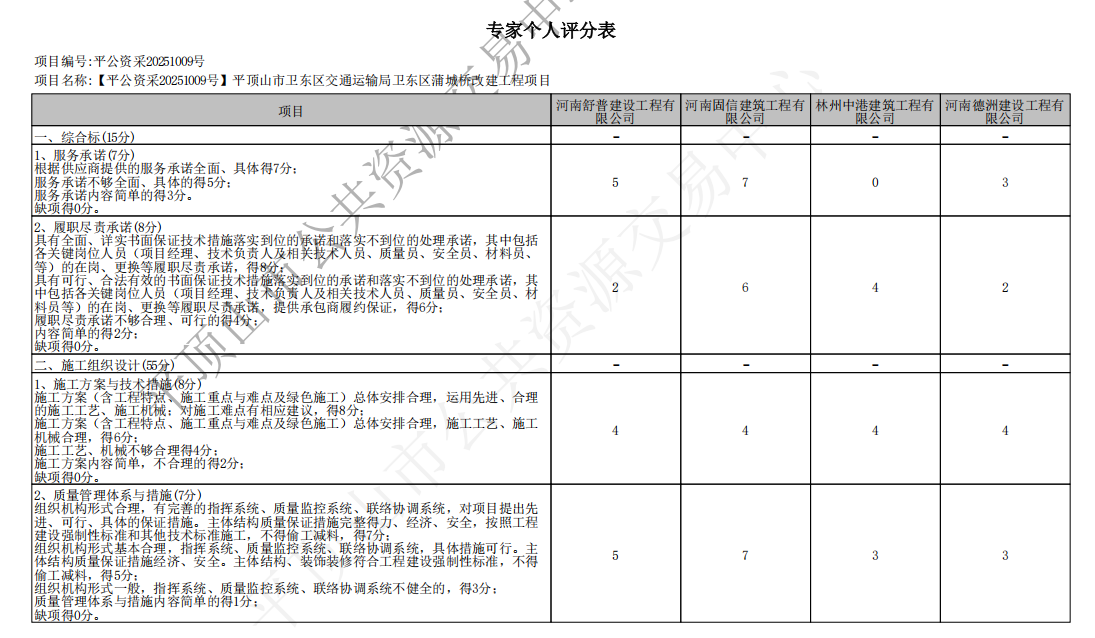 专家个人评分表
项目编号:平公资采20251009号
项目名称:【平公资采20251009号】平顶山市卫东区交通运输局卫东区蒲城桥改建工程项目
项目 河南舒普建设工程有限公司 河南固信建筑工程有限公司 林州中港建筑工程有限公司 河南德洲建设工程有限公司
一、综合标(15分) - - - -
1、服务承诺(7分)
根据供应商提供的服务承诺全面、具体得7分;
服务承诺不够全面、具体的得5分;
服务承诺内容简单的得3分。
缺项得0分。
5 7 0 3
2、履职尽责承诺(8分)
具有全面、详实书面保证技术措施落实到位的承诺和落实不到位的处理承诺，其中包括
各关键岗位人员（项目经理、技术负责人及相关技术人员、质量员、安全员、材料员、
等）的在岗、更换等履职尽责承诺，得8分;
具有可行、合法有效的书面保证技术措施落实到位的承诺和落实不到位的处理承诺，其
中包括各关键岗位人员（项目经理、技术负责人及相关技术人员、质量员、安全员、材
料员等）的在岗、更换等履职尽责承诺，提供承包商履约保证，得6分;
履职尽责承诺不够合理、可行的得4分;
内容简单的得2分;
缺项得0分。
2 6 4 2
二、施工组织设计(55分) - - - -
1、施工方案与技术措施(8分)
施工方案（含工程特点、施工重点与难点及绿色施工）总体安排合理，运用先进、合理
的施工工艺、施工机械；对施工难点有相应建议，得8分;
施工方案（含工程特点、施工重点与难点及绿色施工）总体安排合理，施工工艺、施工
机械合理，得6分;
施工工艺、机械不够合理得4分;
施工方案内容简单，不合理的得2分;
缺项得0分。
4 4 4 4
2、质量管理体系与措施(7分)
组织机构形式合理，有完善的指挥系统、质量监控系统、联络协调系统，对项目提出先
进、可行、具体的保证措施。主体结构质量保证措施完整得力、经济、安全，按照工程
建设强制性标准和其他技术标准施工，不得偷工减料，得7分;
组织机构形式基本合理，指挥系统、质量监控系统、联络协调系统，具体措施可行。主
体结构质量保证措施经济、安全。主体结构、装饰装修符合工程建设强制性标准，不得
偷工减料，得5分;
组织机构形式一般，指挥系统、质量监控系统、联络协调系统不健全的，得3分;
质量管理体系与措施内容简单的得1分;
缺项得0分。
5 7 3 3
平顶山市公共资源交易中心
平顶山市公共资源交易中心